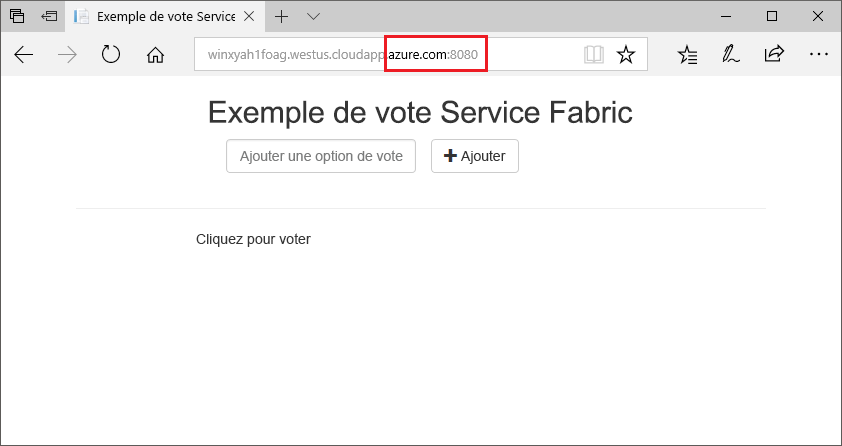 Exemple de vote Service
winxyah1foag.westus.cloudapp.azure.com:8080
Exemple de vote Service Fabric
Ajouter une option de vote
Ajouter
Cliquez pour voter